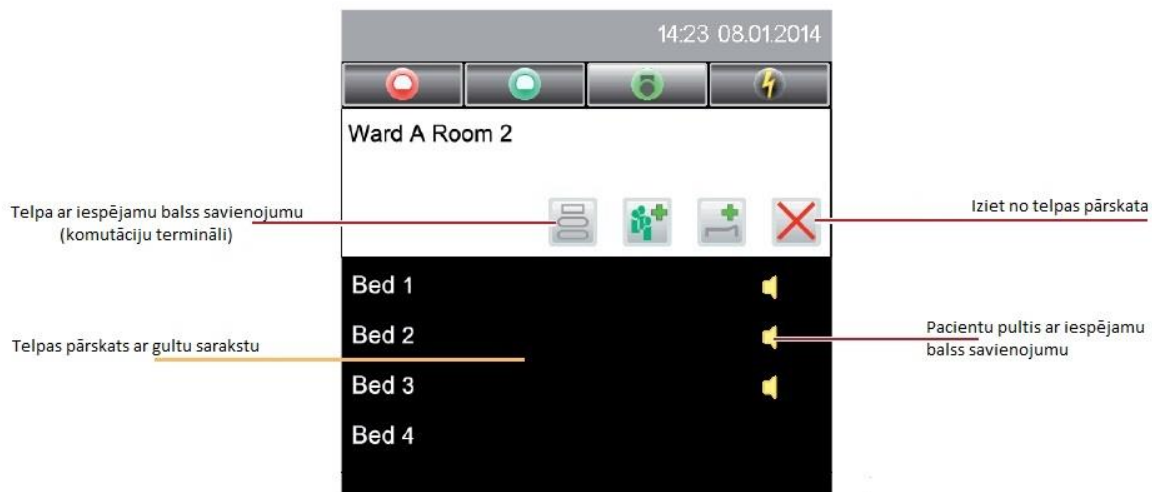 14:23 08.01.2014
Ward A Room 2
Telpa ar iespējamu balss savienojumu
(komutāciju termināli)
Iziet no telpas pārskata
Bed 1
Bed 2
Telpas pārskats ar gultu sarakstu
Pacientu pultis ar iespējamu
balss savienojumu
Bed 3
Bed 4